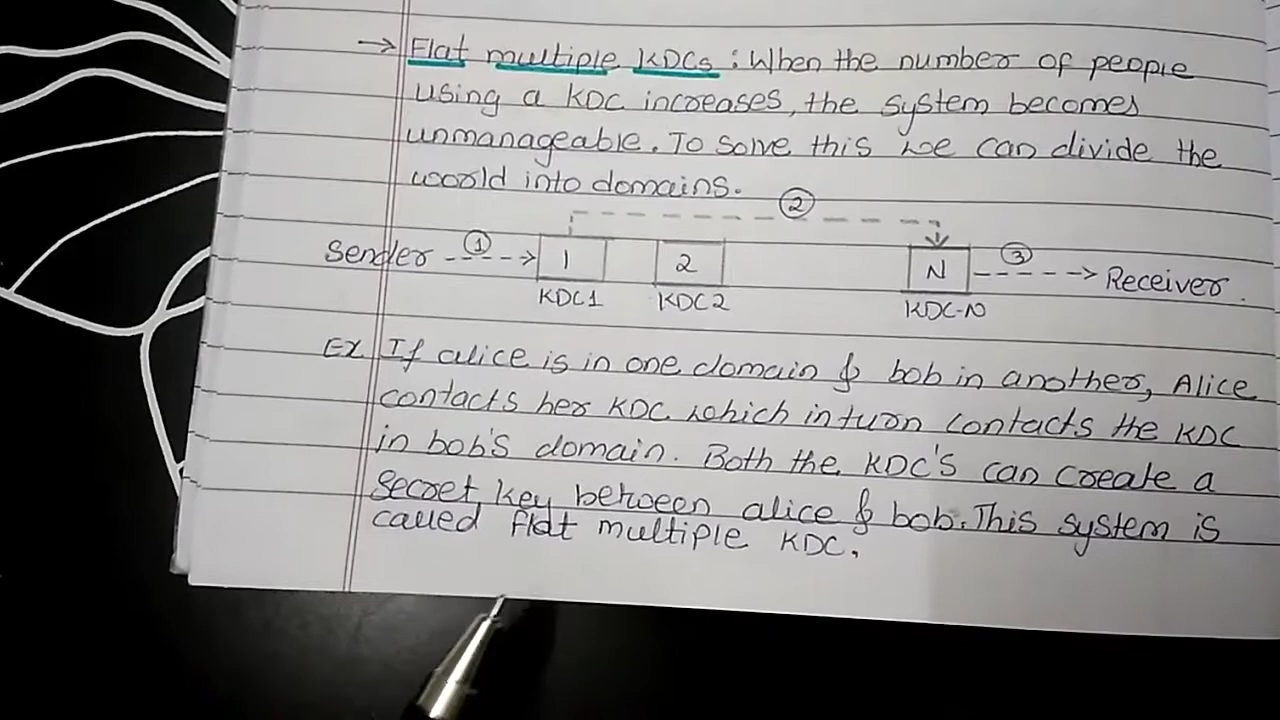 → Flat multiple KDCs : When the number of people
using a KDC increases, the system becomes
unmanageable. To solve this we can divide the
world into domains.
②
Sender ① 1 2 N ③ Receiver.
KDC1 KDC2 KDC-N
Ex If alice is in one domain & bob in another, Alice
contacts her KDC which in turn contacts the KDC
in bob's domain. Both the KDC's can create a
secret key between alice & bob. This system is
called flat multiple KDC.